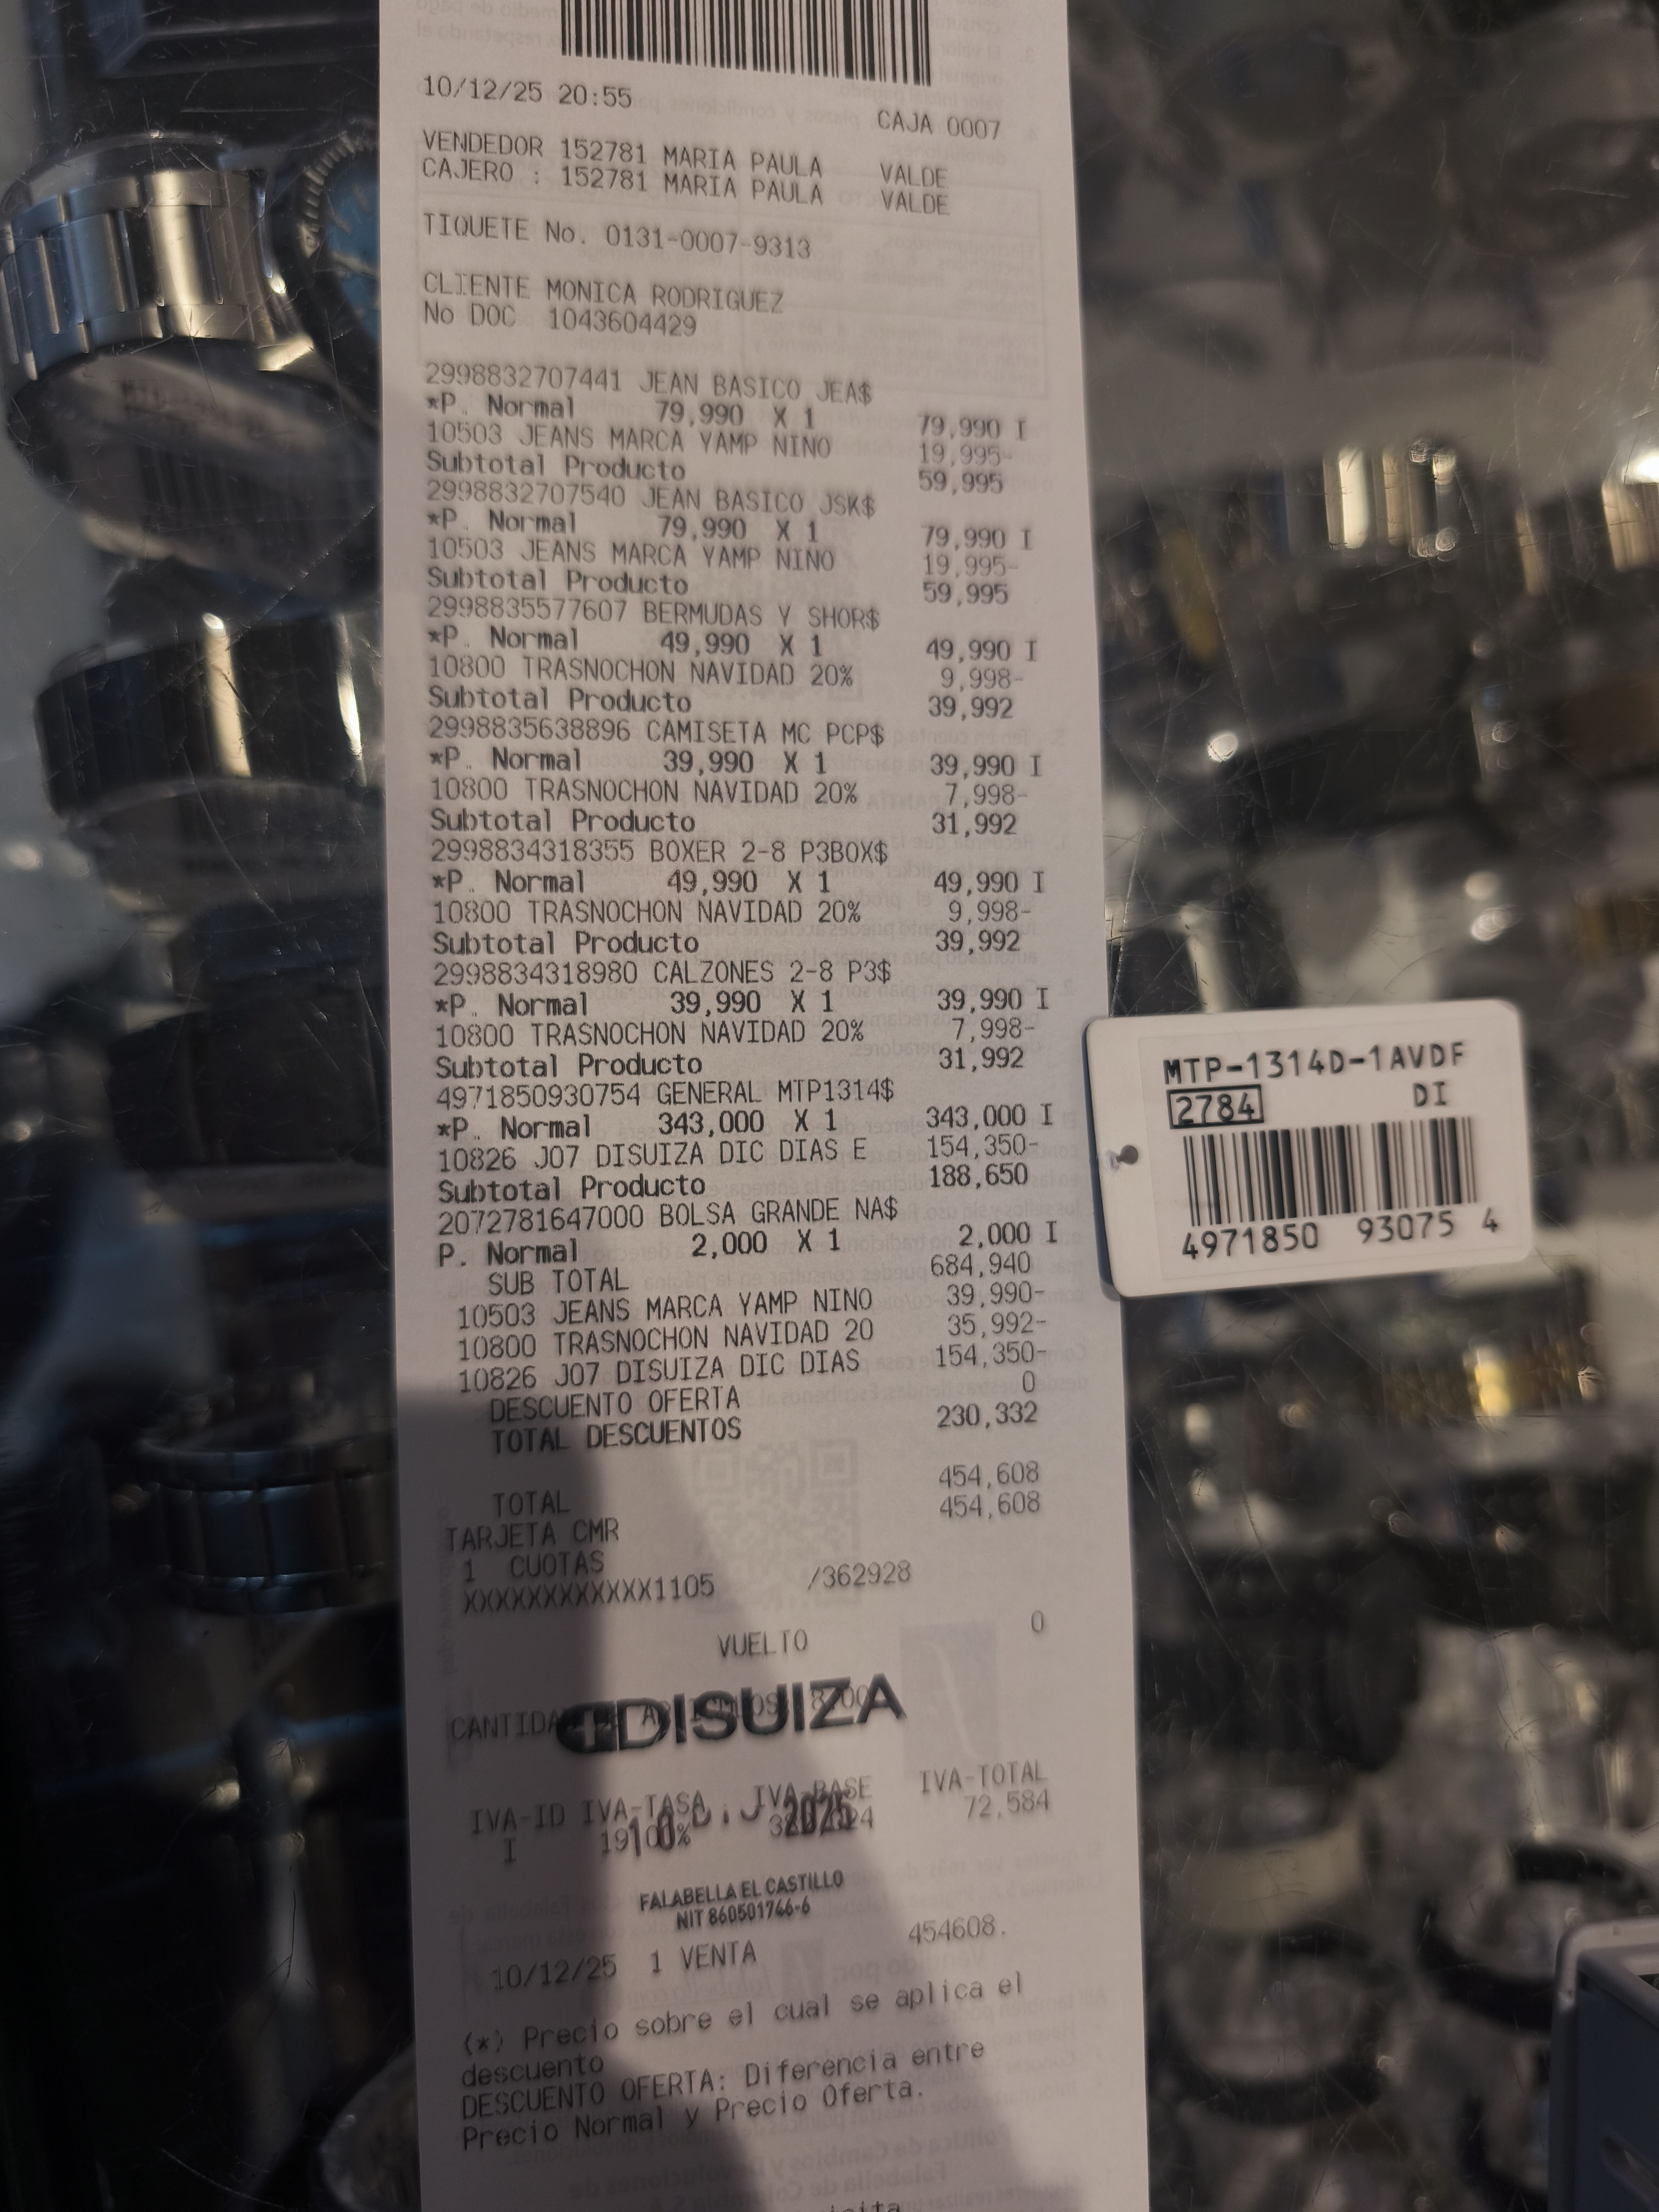 10/12/25 20:55
CAJA 0007
VENDEDOR 152781 MARIA PAULA VALDE
CAJERO : 152781 MARIA PAULA VALDE
TIQUETE No. 0131-0007-9313
CLIENTE MONICA RODRIGUEZ
No DOC 1043604429
2998832707441 JEAN BASICO JEA$
*P. Normal 79,990 X 1 79,990 I
10503 JEANS MARCA YAMP NINO 19,995-
Subtotal Producto 59,995
2998832707540 JEAN BASICO JSK$
*P. Normal 79,990 X 1 79,990 I
10503 JEANS MARCA YAMP NINO 19,995-
Subtotal Producto 59,995
2998835577607 BERMUDAS Y SHOR$
*P. Normal 49,990 X 1 49,990 I
10800 TRASNOCHON NAVIDAD 20% 9,998-
Subtotal Producto 39,992
2998835638896 CAMISETA MC PCP$
*P. Normal 39,990 X 1 39,990 I
10800 TRASNOCHON NAVIDAD 20% 7,998-
Subtotal Producto 31,992
2998834318355 BOXER 2-8 P3BOX$
*P. Normal 49,990 X 1 49,990 I
10800 TRASNOCHON NAVIDAD 20% 9,998-
Subtotal Producto 39,992
2998834318980 CALZONES 2-8 P3$
*P. Normal 39,990 X 1 39,990 I
10800 TRASNOCHON NAVIDAD 20% 7,998-
Subtotal Producto 31,992
4971850930754 GENERAL MTP1314$
*P. Normal 343,000 X 1 343,000 I
10826 J07 DISUIZA DIC DIAS E 154,350-
Subtotal Producto 188,650
2072781647000 BOLSA GRANDE NA$
P. Normal 2,000 X 1 2,000 I
SUB TOTAL 684,940
10503 JEANS MARCA YAMP NINO 39,990-
10800 TRASNOCHON NAVIDAD 20 35,992-
10826 J07 DISUIZA DIC DIAS 154,350-
DESCUENTO OFERTA 0
TOTAL DESCUENTOS 230,332
TOTAL 454,608
TARJETA CMR 454,608
1 CUOTAS
XXXXXXXXXXXX1105 /362928
VUELTO 0
DISUIZA
IVA-ID IVA-TASA IVA-BASE IVA-TOTAL
I 72,584
2025
FALABELLA EL CASTILLO
NIT 860501746-6
10/12/25 1 VENTA 454608.
(*) Precio sobre el cual se aplica el
descuento
DESCUENTO OFERTA: Diferencia entre
Precio Normal y Precio Oferta.
MTP-1314D-1AVDF
2784 DI
4971850 93075 4